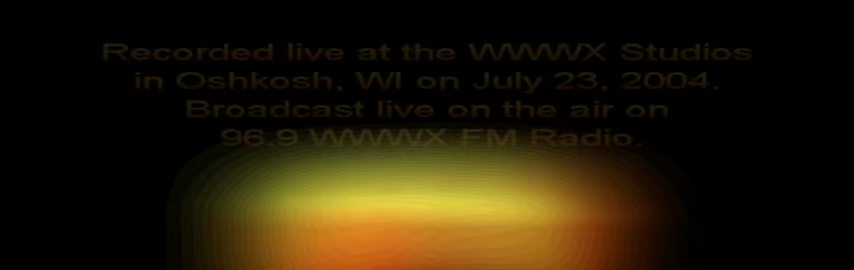 Recorded live at the WWWX Studios
in Oshkosh, WI on July 23, 2004.
Broadcast live on the air on
96.9 WWWX FM Radio.